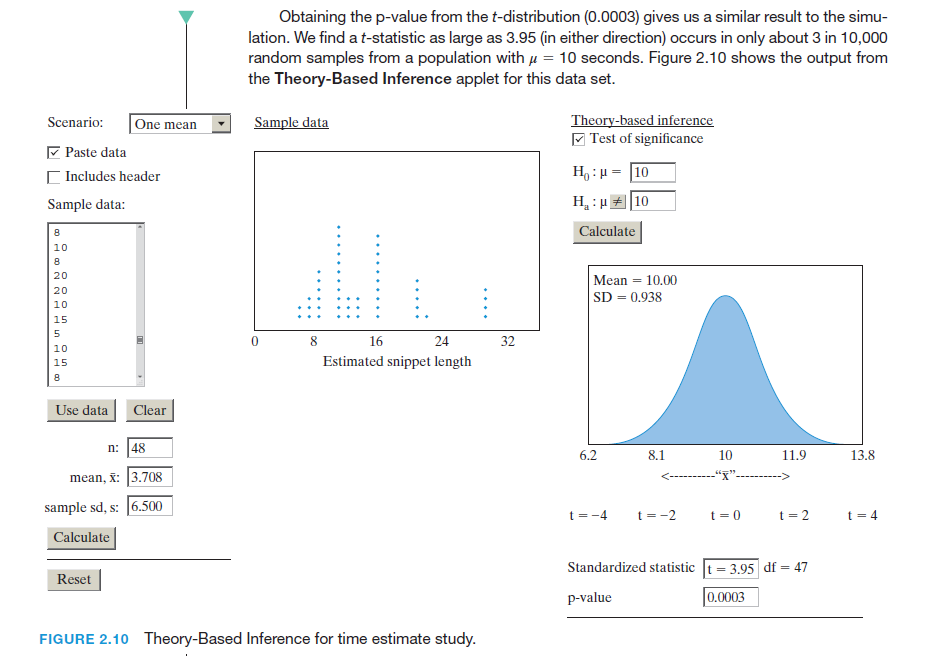 Obtaining the p-value from the t-distribution (0.0003) gives us a similar result to the simu-
lation. We find a t-statistic as large as 3.95 (in either direction) occurs in only about 3 in 10,000
random samples from a population with μ = 10 seconds. Figure 2.10 shows the output from
the Theory-Based Inference applet for this data set.
Scenario: One mean
Paste data
Includes header
Sample data:
8
10
8
20
20
10
15
5
10
15
8
Use data Clear
n: 48
mean, x̄: 3.708
sample sd, s: 6.500
Calculate
Reset
Sample data
0 8 16 24 32
Estimated snippet length
Theory-based inference
Test of significance
H₀ : μ = 10
Hₐ : μ ≠ 10
Calculate
Mean = 10.00
SD = 0.938
6.2 8.1 10 11.9 13.8
<----------“x̄”---------->
t = −4 t = −2 t = 0 t = 2 t = 4
Standardized statistic t = 3.95 df = 47
p-value 0.0003
FIGURE 2.10 Theory-Based Inference for time estimate study.